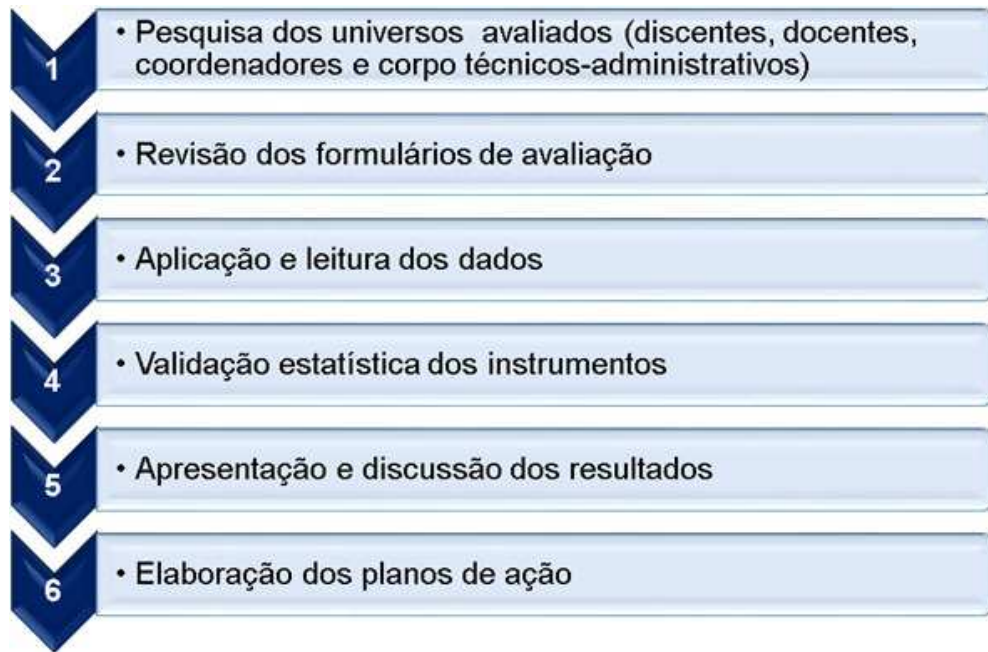 1
• Pesquisa dos universos avaliados (discentes, docentes,
coordenadores e corpo técnicos-administrativos)
2
• Revisão dos formulários de avaliação
3
• Aplicação e leitura dos dados
4
• Validação estatística dos instrumentos
5
• Apresentação e discussão dos resultados
6
• Elaboração dos planos de ação